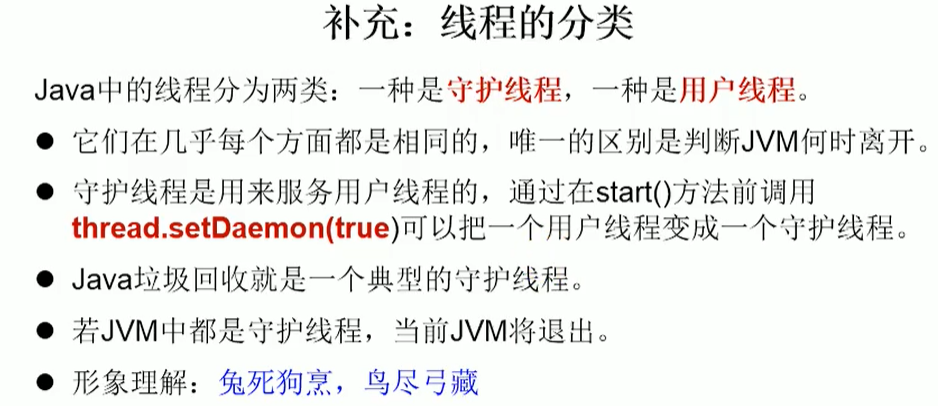 补充：线程的分类
Java中的线程分为两类：一种是守护线程，一种是用户线程。
● 它们在几乎每个方面都是相同的，唯一的区别是判断JVM何时离开。
● 守护线程是用来服务用户线程的，通过在start()方法前调用
thread.setDaemon(true)可以把一个用户线程变成一个守护线程。
● Java垃圾回收就是一个典型的守护线程。
● 若JVM中都是守护线程，当前JVM将退出。
● 形象理解：兔死狗烹，鸟尽弓藏